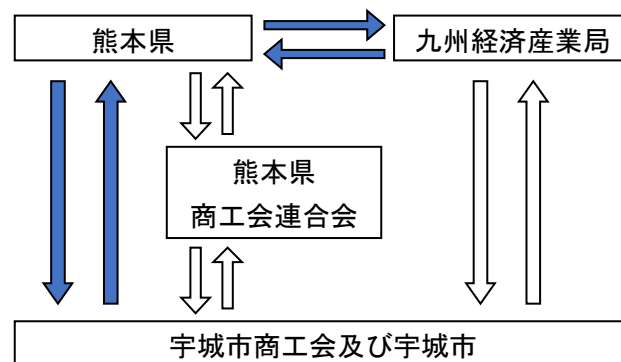 熊本県
九州経済産業局
熊本県
商工会連合会
宇城市商工会及び宇城市